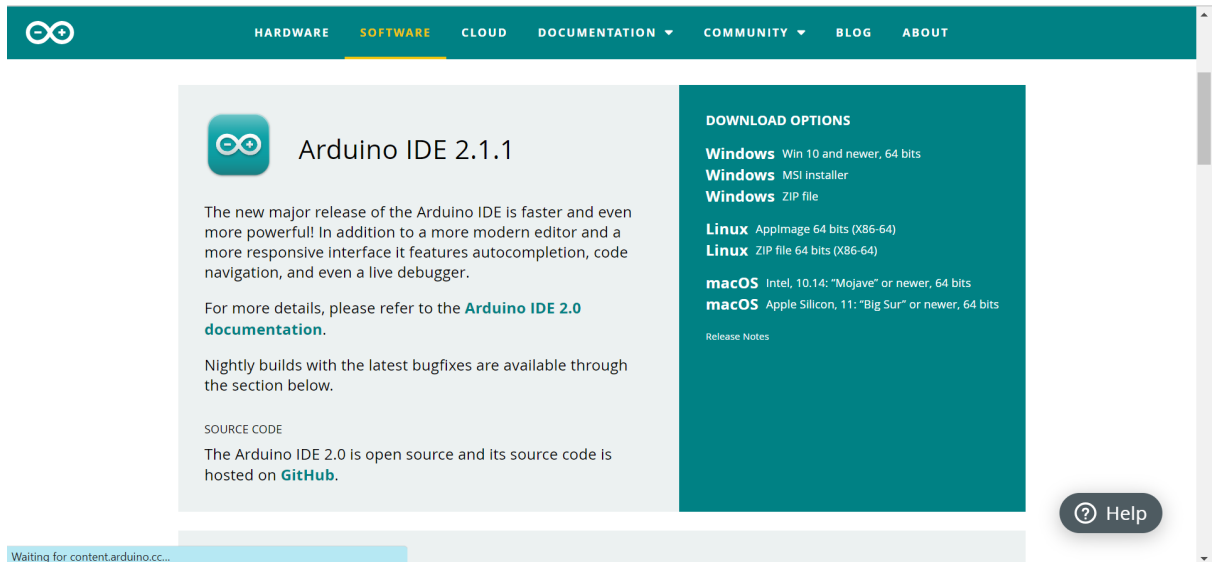 HARDWARE SOFTWARE CLOUD DOCUMENTATION COMMUNITY BLOG ABOUT
Arduino IDE 2.1.1
The new major release of the Arduino IDE is faster and even
more powerful! In addition to a more modern editor and a
more responsive interface it features autocompletion, code
navigation, and even a live debugger.
For more details, please refer to the Arduino IDE 2.0
documentation.
Nightly builds with the latest bugfixes are available through
the section below.
SOURCE CODE
The Arduino IDE 2.0 is open source and its source code is
hosted on GitHub.
DOWNLOAD OPTIONS
Windows Win 10 and newer, 64 bits
Windows MSI installer
Windows ZIP file
Linux AppImage 64 bits (X86-64)
Linux ZIP file 64 bits (X86-64)
macOS Intel, 10.14: “Mojave” or newer, 64 bits
macOS Apple Silicon, 11: “Big Sur” or newer, 64 bits
Release Notes
Help
Waiting for content.arduino.cc...